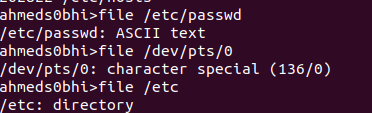 ahmeds0bhi>file /etc/passwd
/etc/passwd: ASCII text
ahmeds0bhi>file /dev/pts/0
/dev/pts/0: character special (136/0)
ahmeds0bhi>file /etc
/etc: directory